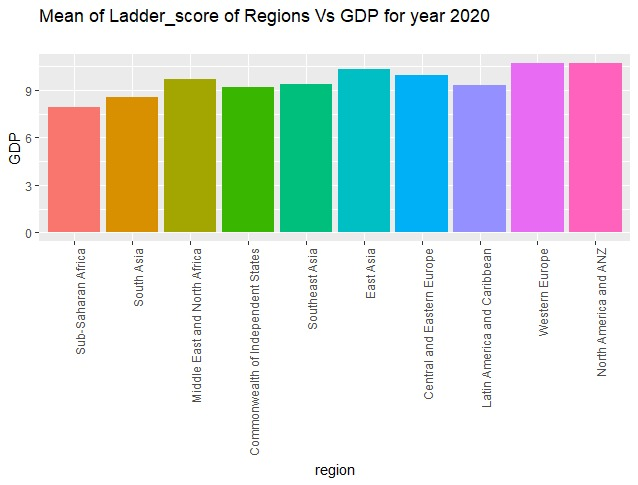 Mean of Ladder_score of Regions Vs GDP for year 2020
GDP
9
6
3
0
Sub-Saharan Africa
South Asia
Middle East and North Africa
Commonwealth of Independent States
Southeast Asia
East Asia
Central and Eastern Europe
Latin America and Caribbean
Western Europe
North America and ANZ
region